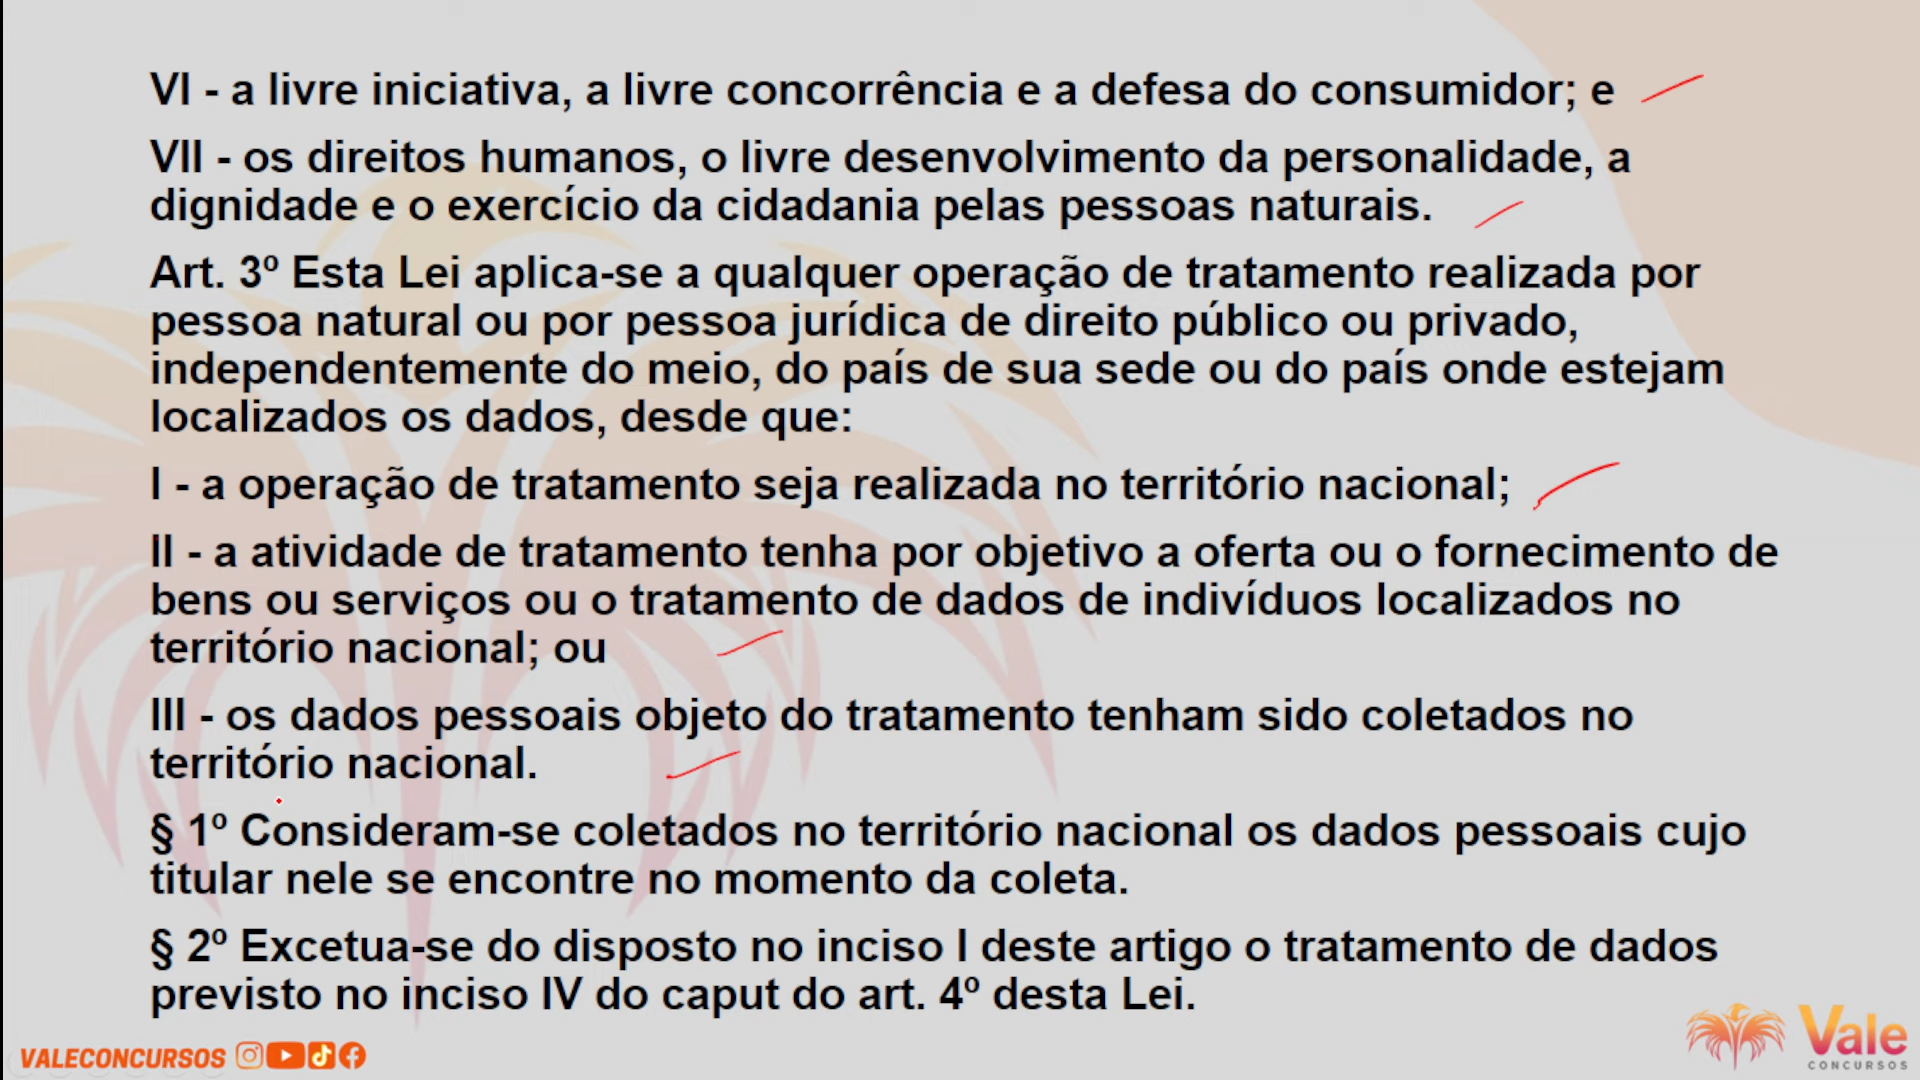 VI - a livre iniciativa, a livre concorrência e a defesa do consumidor; e
VII - os direitos humanos, o livre desenvolvimento da personalidade, a
dignidade e o exercício da cidadania pelas pessoas naturais.
Art. 3º Esta Lei aplica-se a qualquer operação de tratamento realizada por
pessoa natural ou por pessoa jurídica de direito público ou privado,
independentemente do meio, do país de sua sede ou do país onde estejam
localizados os dados, desde que:
I - a operação de tratamento seja realizada no território nacional;
II - a atividade de tratamento tenha por objetivo a oferta ou o fornecimento de
bens ou serviços ou o tratamento de dados de indivíduos localizados no
território nacional; ou
III - os dados pessoais objeto do tratamento tenham sido coletados no
território nacional.
§ 1º Consideram-se coletados no território nacional os dados pessoais cujo
titular nele se encontre no momento da coleta.
§ 2º Excetua-se do disposto no inciso I deste artigo o tratamento de dados
previsto no inciso IV do caput do art. 4º desta Lei.
VALECONCURSOS
Vale
CONCURSOS